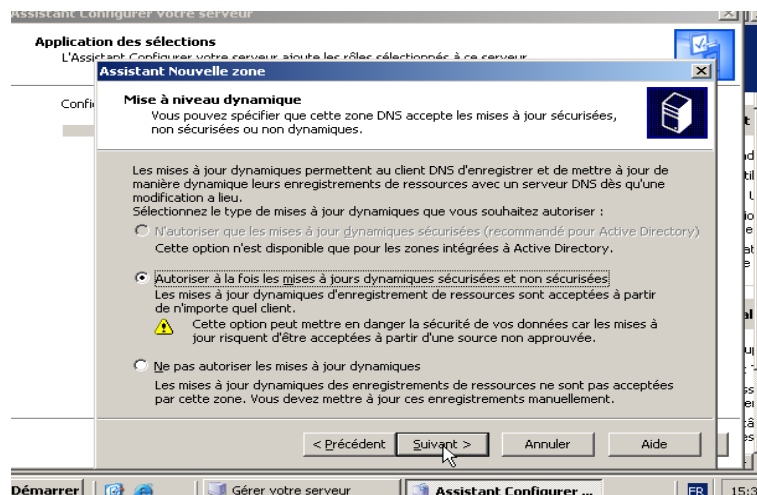 Assistant Configurer votre serveur
Application des sélections
L'Assistant Configurer votre serveur ajoute les rôles sélectionnés à ce serveur
Assistant Nouvelle zone
Mise à niveau dynamique
Vous pouvez spécifier que cette zone DNS accepte les mises à jour sécurisées,
non sécurisées ou non dynamiques.
Les mises à jour dynamiques permettent au client DNS d'enregistrer et de mettre à jour de
manière dynamique leurs enregistrements de ressources avec un serveur DNS dès qu'une
modification a lieu.
Sélectionnez le type de mises à jour dynamiques que vous souhaitez autoriser :
N'autoriser que les mises à jour dynamiques sécurisées (recommandé pour Active Directory)
Cette option n'est disponible que pour les zones intégrées à Active Directory.
Autoriser à la fois les mises à jours dynamiques sécurisées et non sécurisées
Les mises à jour dynamiques d'enregistrement de ressources sont acceptées à partir
de n'importe quel client.
Cette option peut mettre en danger la sécurité de vos données car les mises à
jour risquent d'être acceptées à partir d'une source non approuvée.
Ne pas autoriser les mises à jour dynamiques
Les mises à jour dynamiques des enregistrements de ressources ne sont pas acceptées
par cette zone. Vous devez mettre à jour ces enregistrements manuellement.
< Précédent Suivant > Annuler Aide
Démarrer Gérer votre serveur Assistant Configurer ... FR 15:3